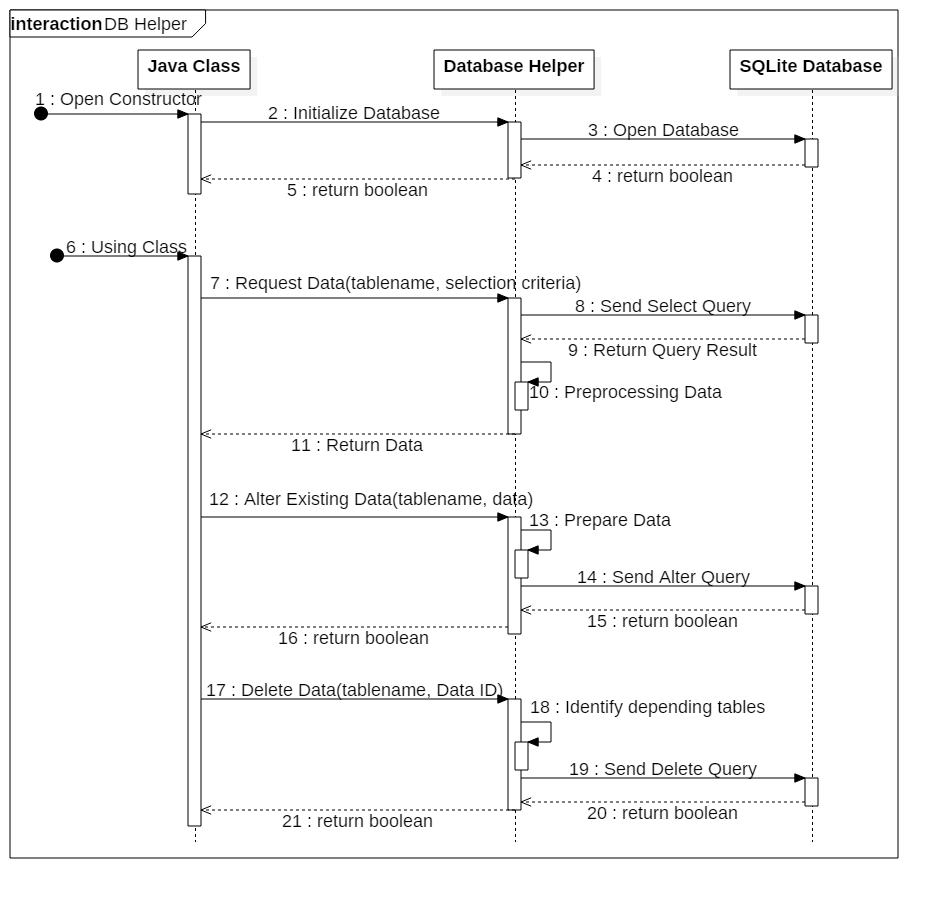 interaction DB Helper
Java Class
Database Helper
SQLite Database
1 : Open Constructor
2 : Initialize Database
3 : Open Database
4 : return boolean
5 : return boolean
6 : Using Class
7 : Request Data(tablename, selection criteria)
8 : Send Select Query
9 : Return Query Result
10 : Preprocessing Data
11 : Return Data
12 : Alter Existing Data(tablename, data)
13 : Prepare Data
14 : Send Alter Query
15 : return boolean
16 : return boolean
17 : Delete Data(tablename, Data ID)
18 : Identify depending tables
19 : Send Delete Query
20 : return boolean
21 : return boolean